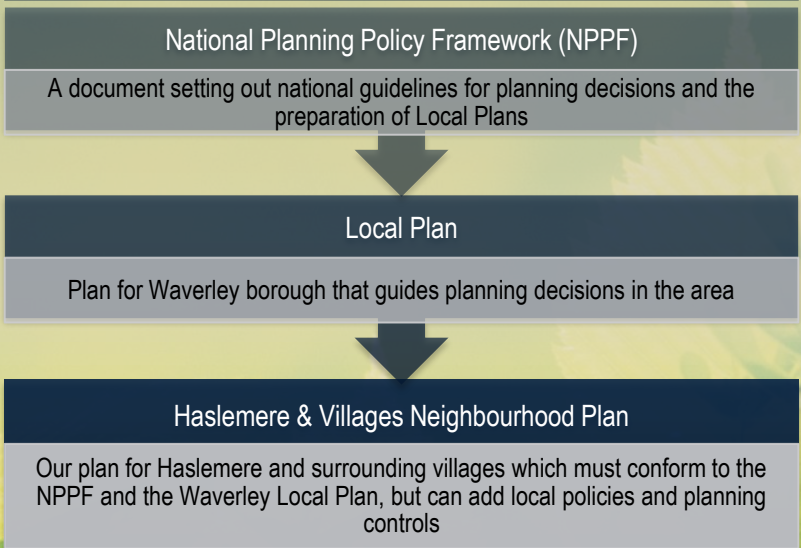 National Planning Policy Framework (NPPF)
A document setting out national guidelines for planning decisions and the
preparation of Local Plans
Local Plan
Plan for Waverley borough that guides planning decisions in the area
Haslemere & Villages Neighbourhood Plan
Our plan for Haslemere and surrounding villages which must conform to the
NPPF and the Waverley Local Plan, but can add local policies and planning
controls